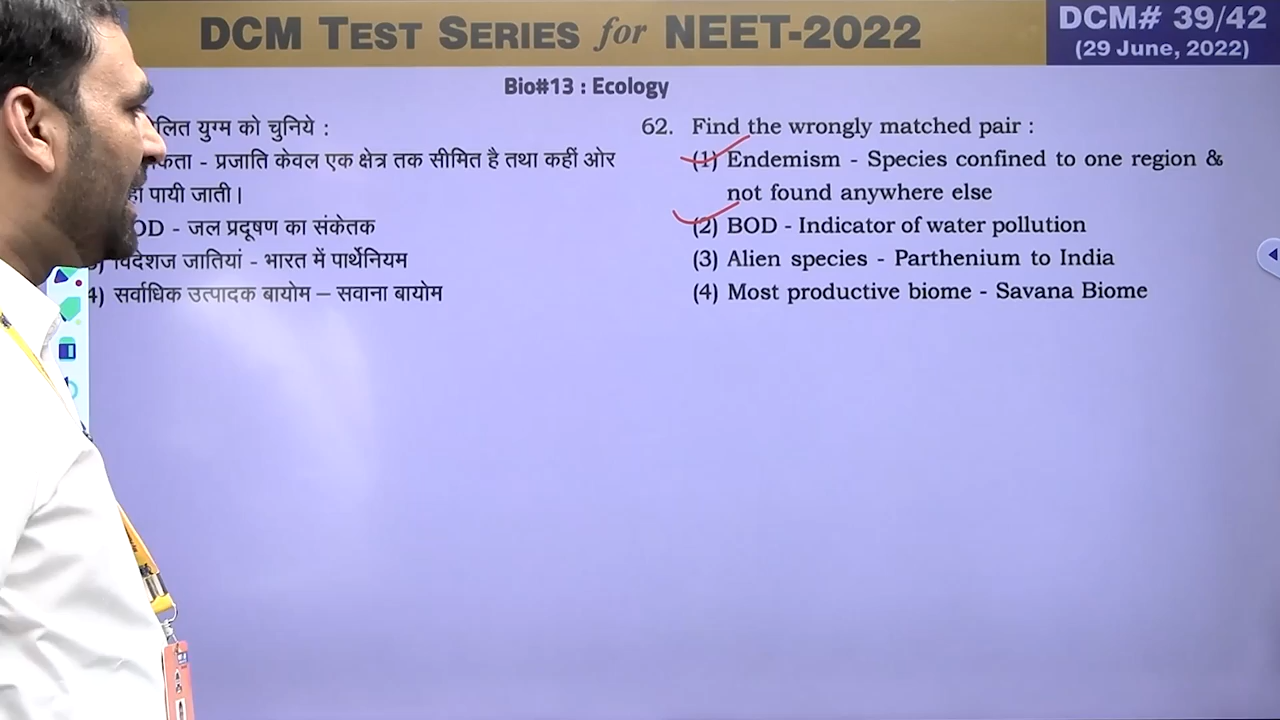 DCM TEST SERIES for NEET-2022
DCM# 39/42
(29 June, 2022)
Bio#13 : Ecology
युग्म को चुनिये :
- प्रजाति केवल एक क्षेत्र तक सीमित है तथा कहीं ओर
पायी जाती।
- जल प्रदूषण का संकेतक
विदेशज जातियां - भारत में पार्थेनियम
4) सर्वाधिक उत्पादक बायोम – सवाना बायोम
62. Find the wrongly matched pair :
(1) Endemism - Species confined to one region &
not found anywhere else
(2) BOD - Indicator of water pollution
(3) Alien species - Parthenium to India
(4) Most productive biome - Savana Biome